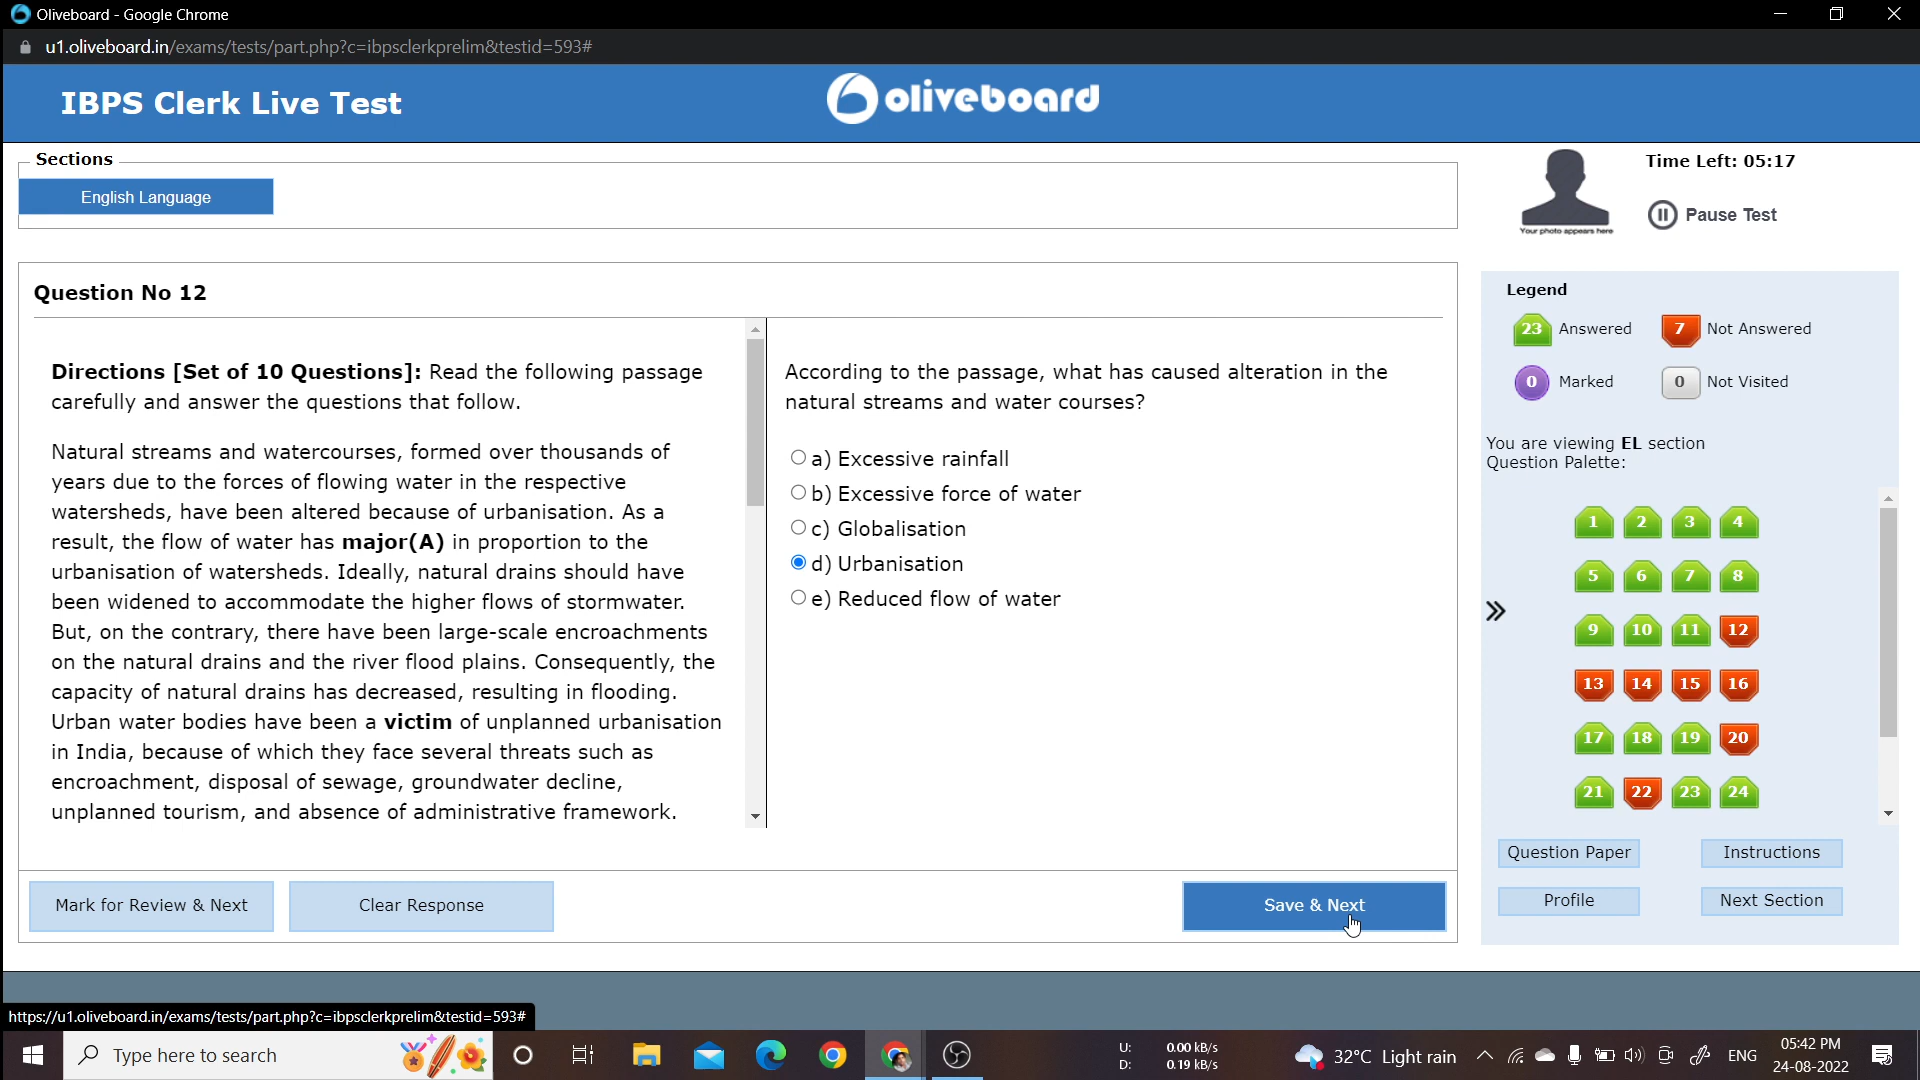 Oliveboard - Google Chrome
u1.oliveboard.in/exams/tests/part.php?c=ibpsclerkprelim&testid=593#
IBPS Clerk Live Test
oliveboard
Sections
English Language
Your photo appears here
Time Left: 05:17
Pause Test
Question No 12
Directions [Set of 10 Questions]: Read the following passage
carefully and answer the questions that follow.
Natural streams and watercourses, formed over thousands of
years due to the forces of flowing water in the respective
watersheds, have been altered because of urbanisation. As a
result, the flow of water has major(A) in proportion to the
urbanisation of watersheds. Ideally, natural drains should have
been widened to accommodate the higher flows of stormwater.
But, on the contrary, there have been large-scale encroachments
on the natural drains and the river flood plains. Consequently, the
capacity of natural drains has decreased, resulting in flooding.
Urban water bodies have been a victim of unplanned urbanisation
in India, because of which they face several threats such as
encroachment, disposal of sewage, groundwater decline,
unplanned tourism, and absence of administrative framework.
According to the passage, what has caused alteration in the
natural streams and water courses?
a) Excessive rainfall
b) Excessive force of water
c) Globalisation
d) Urbanisation
e) Reduced flow of water
Legend
23 Answered 7 Not Answered
0 Marked 0 Not Visited
You are viewing EL section
Question Palette:
1 2 3 4
5 6 7 8
9 10 11 12
13 14 15 16
17 18 19 20
21 22 23 24
Question Paper Instructions
Profile Next Section
Mark for Review & Next Clear Response Save & Next
https://u1.oliveboard.in/exams/tests/part.php?c=ibpsclerkprelim&testid=593#
Type here to search
U: 0.00 kB/s
D: 0.19 kB/s
32°C Light rain
ENG
05:42 PM
24-08-2022